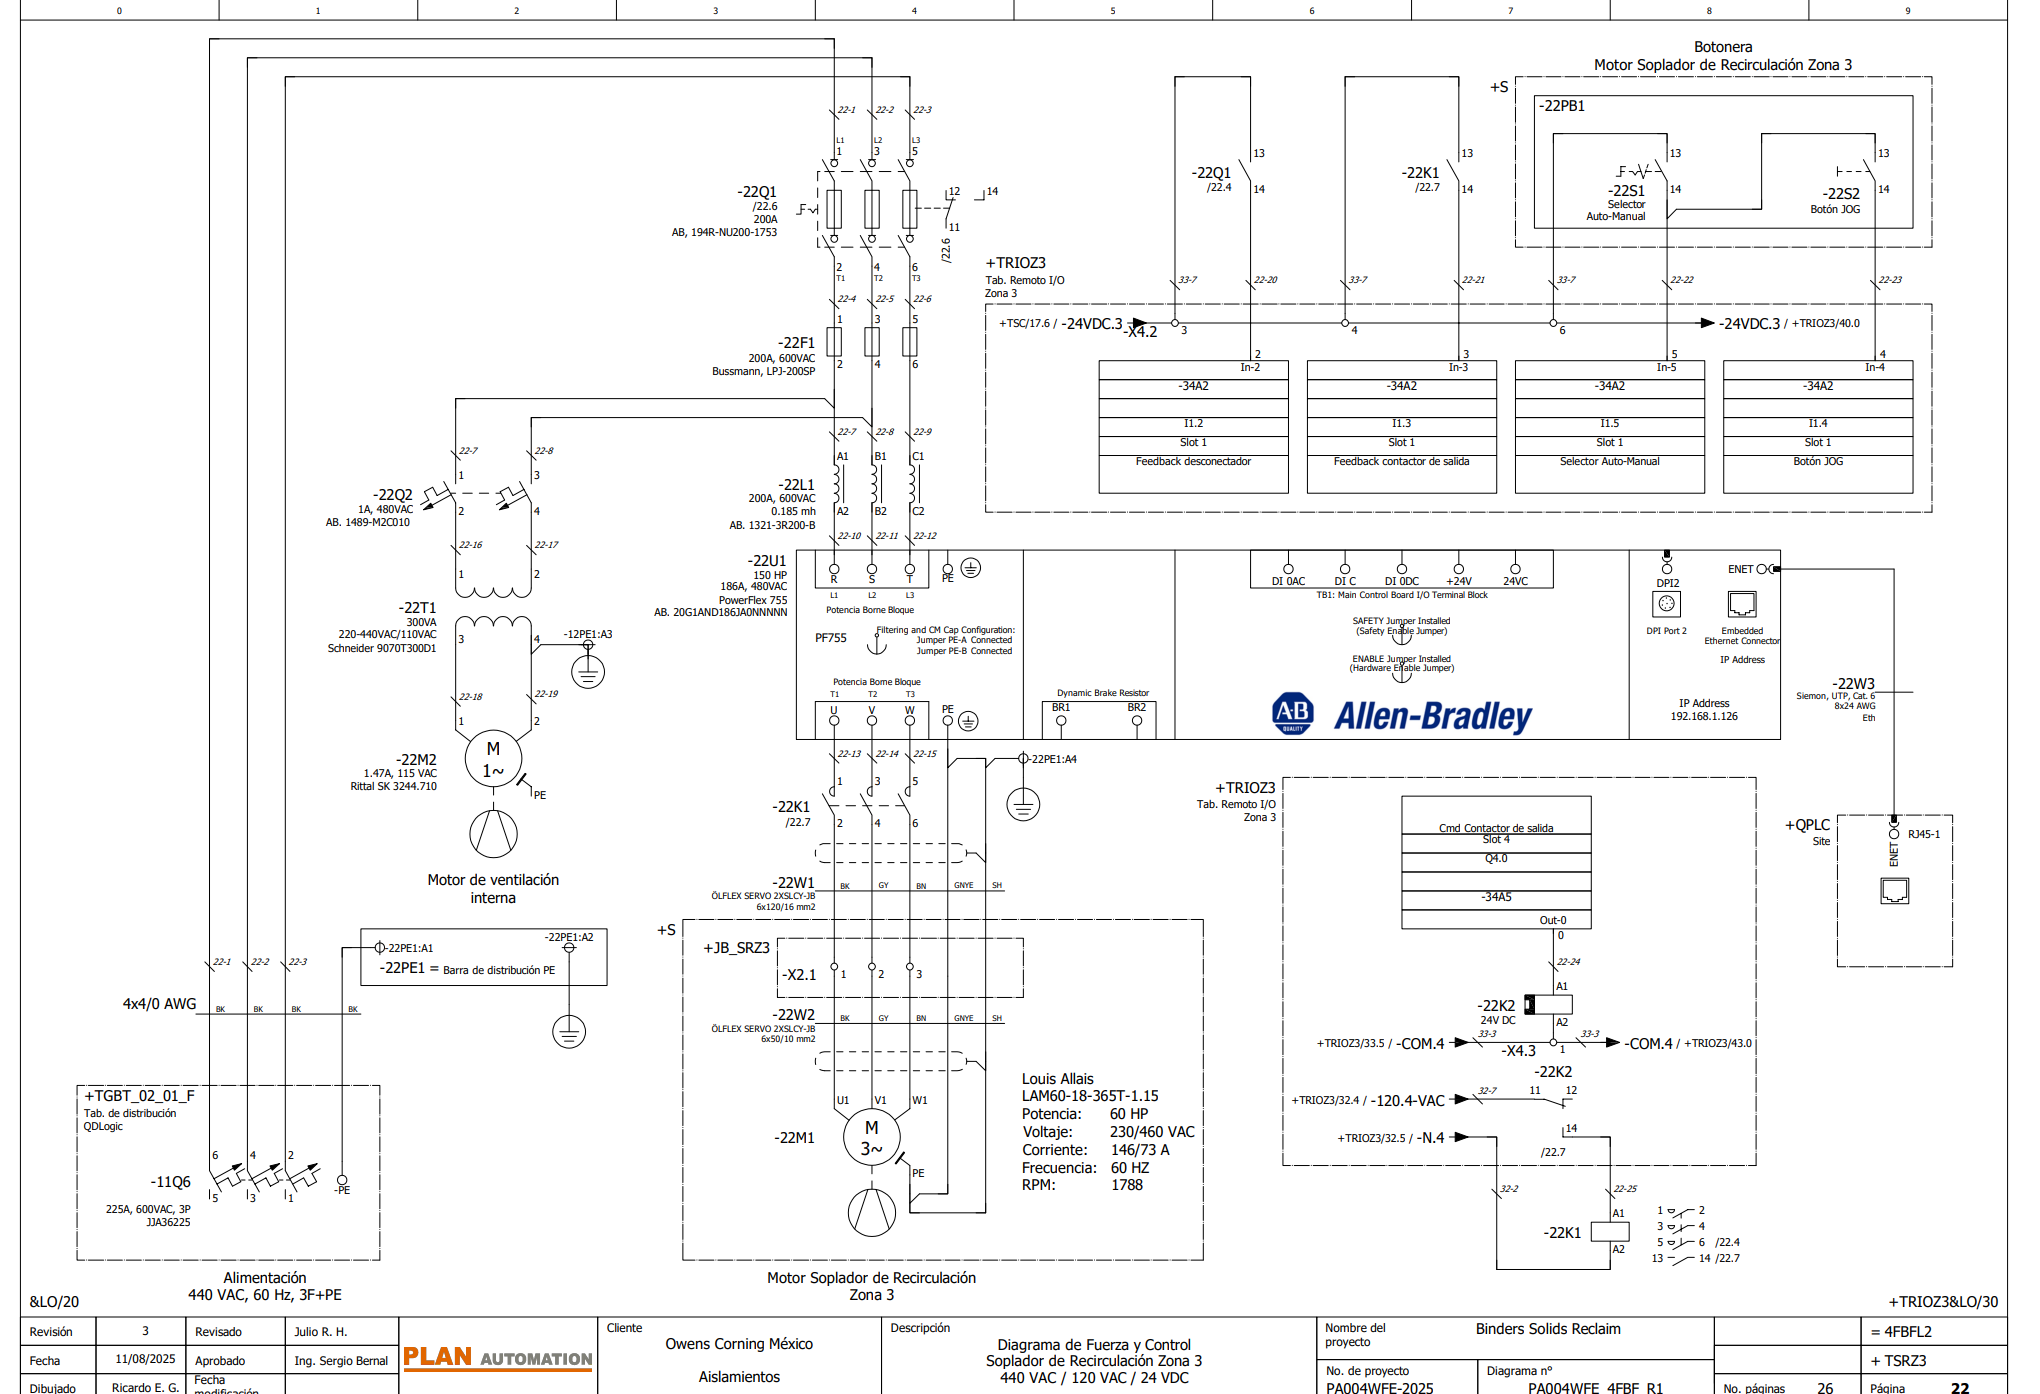 0 1 2 3 4 5 6 7 8 9
Botonera
Motor Soplador de Recirculación Zona 3
+S
-22PB1
22-1 22-2 22-3
L1 L2 L3
1 3 5
-22Q1
/22.6
200A
AB, 194R-NU200-1753
12 14
11
/22.6
2 4 6
T1 T2 T3
22-4 22-5 22-6
1 3 5
-22F1
200A, 600VAC
Bussmann, LPJ-200SP
2 4 6
-22Q1
/22.4
13
14
-22K1
/22.7
13
14
13
14
-22S1
Selector
Auto-Manual
13
14
-22S2
Botón JOG
+TRIOZ3
Tab. Remoto I/O
Zona 3
33-7 22-20 33-7 22-21 33-7 22-22 22-23
+TSC/17.6 / -24VDC.3
-X4.2
3 4 6
-24VDC.3 / +TRIOZ3/40.0
2 3 5 4
In-2 In-3 In-5 In-4
-34A2 -34A2 -34A2 -34A2
I1.2 I1.3 I1.5 I1.4
Slot 1 Slot 1 Slot 1 Slot 1
Feedback desconectador Feedback contactor de salida Selector Auto-Manual Botón JOG
22-7 22-8
1 3
-22Q2
1A, 480VAC
AB. 1489-M2C010
2 4
22-16 22-17
1 2
-22T1
300VA
220-440VAC/110VAC
Schneider 9070T300D1
3 4
-12PE1:A3
22-18 22-19
1 2
M
1~
-22M2
1.47A, 115 VAC
Rittal SK 3244.710
PE
Motor de ventilación
interna
22-7 22-8 22-9
A1 B1 C1
-22L1
200A, 600VAC
0.185 mh
AB. 1321-3R200-B
A2 B2 C2
22-10 22-11 22-12
-22U1
150 HP
186A, 480VAC
PowerFlex 755
AB. 20G1AND186JA0NNNNN
R S T PE
L1 L2 L3
Potencia Borne Bloque
PF755
Filtering and CM Cap Configuration:
Jumper PE-A Connected
Jumper PE-B Connected
Potencia Borne Bloque
T1 T2 T3
U V W PE
Dynamic Brake Resistor
BR1 BR2
DI 0AC DI C DI 0DC +24V 24VC
TB1: Main Control Board I/O Terminal Block
SAFETY Jumper Installed
(Safety Enable Jumper)
ENABLE Jumper Installed
(Hardware Enable Jumper)
AB
QUALITY
Allen-Bradley
DPI2
DPI Port 2
ENET
Embedded
Ethernet Connector
IP Address
IP Address
192.168.1.126
-22W3
Siemon, UTP, Cat. 6
8x24 AWG
Eth
22-13 22-14 22-15
-22PE1:A4
1 3 5
-22K1
/22.7
2 4 6
-22W1
ÖLFLEX SERVO 2XSLCY-JB
6x120/16 mm2
BK GY BN GNYE SH
+S
+JB_SRZ3
-X2.1
1 2 3
-22W2
ÖLFLEX SERVO 2XSLCY-JB
6x50/10 mm2
BK GY BN GNYE SH
U1 V1 W1
M
3~
-22M1
PE
Louis Allais
LAM60-18-365T-1.15
Potencia: 60 HP
Voltaje: 230/460 VAC
Corriente: 146/73 A
Frecuencia: 60 HZ
RPM: 1788
Motor Soplador de Recirculación
Zona 3
+TRIOZ3
Tab. Remoto I/O
Zona 3
Cmd Contactor de salida
Slot 4
Q4.0
-34A5
Out-0
0
22-24
A1
-22K2
24V DC
A2
+TRIOZ3/33.5 / -COM.4
33-3 33-3
-X4.3
1
-COM.4 / +TRIOZ3/43.0
-22K2
+TRIOZ3/32.4 / -120.4-VAC
32-7
11 12
+TRIOZ3/32.5 / -N.4
14
/22.7
32-2 22-25
A1
-22K1
A2
1 2
3 4
5 6 /22.4
13 14 /22.7
+QPLC
Site
RJ45-1
ENET
22-1 22-2 22-3
-22PE1:A1
-22PE1:A2
-22PE1 = Barra de distribución PE
4x4/0 AWG
BK BK BK BK
+TGBT_02_01_F
Tab. de distribución
QDLogic
6 4 2
-11Q6
5 3 1
-PE
225A, 600VAC, 3P
JJA36225
Alimentación
440 VAC, 60 Hz, 3F+PE
&LO/20
+TRIOZ3&LO/30
Revisión 3 Revisado Julio R. H.
Fecha 11/08/2025 Aprobado Ing. Sergio Bernal
Dibujado Ricardo E. G. Fecha
modificación
PLAN AUTOMATION
Cliente
Owens Corning México
Aislamientos
Descripción
Diagrama de Fuerza y Control
Soplador de Recirculación Zona 3
440 VAC / 120 VAC / 24 VDC
Nombre del
proyecto
Binders Solids Reclaim
No. de proyecto
PA004WFE-2025
Diagrama n°
PA004WFE_4FBF_R1
= 4FBFL2
+ TSRZ3
No. páginas 26
Página 22